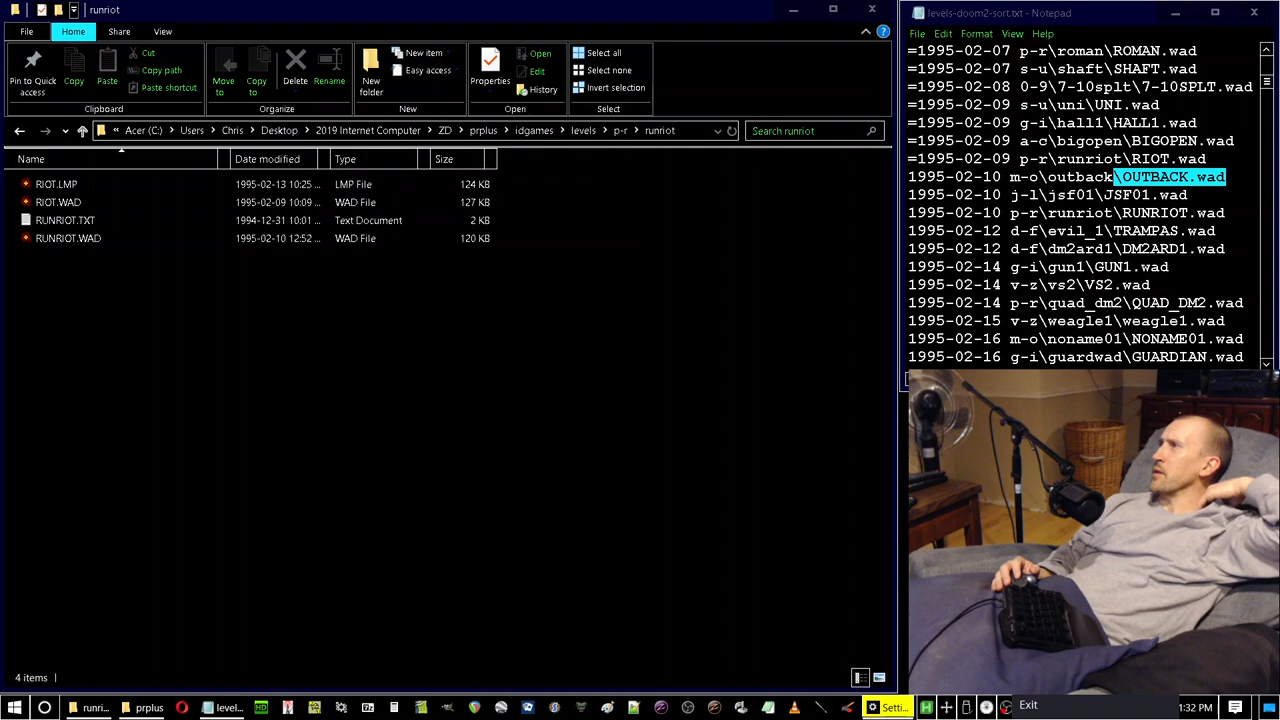 runriot
File
Home
Share
View
Pin to Quick access
Copy
Paste
Cut
Copy path
Paste shortcut
Clipboard
Move to
Copy to
Delete
Rename
Organize
New folder
New item
Easy access
New
Properties
Open
Edit
History
Open
Select all
Select none
Invert selection
Select
« Acer (C:) > Users > Chris > Desktop > 2019 Internet Computer > ZD > prplus > idgames > levels > p-r > runriot
Search runriot
Name Date modified Type Size
RIOT.LMP 1995-02-13 10:25 ... LMP File 124 KB
RIOT.WAD 1995-02-09 10:09 ... WAD File 127 KB
RUNRIOT.TXT 1994-12-31 10:01 ... Text Document 2 KB
RUNRIOT.WAD 1995-02-10 12:52 ... WAD File 120 KB
4 items
levels-doom2-sort.txt - Notepad
File Edit Format View Help
=1995-02-07 p-r\roman\ROMAN.wad
=1995-02-07 s-u\shaft\SHAFT.wad
=1995-02-08 0-9\7-10splt\7-10SPLT.wad
=1995-02-09 s-u\uni\UNI.wad
=1995-02-09 g-i\hall1\HALL1.wad
=1995-02-09 a-c\bigopen\BIGOPEN.wad
=1995-02-09 p-r\runriot\RIOT.wad
1995-02-10 m-o\outback\OUTBACK.wad
1995-02-10 j-l\jsf01\JSF01.wad
1995-02-10 p-r\runriot\RUNRIOT.wad
1995-02-12 d-f\evil_1\TRAMPAS.wad
1995-02-12 d-f\dm2ard1\DM2ARD1.wad
1995-02-14 g-i\gun1\GUN1.wad
1995-02-14 v-z\vs2\VS2.wad
1995-02-14 p-r\quad_dm2\QUAD_DM2.wad
1995-02-15 v-z\weagle1\weagle1.wad
1995-02-16 m-o\noname01\NONAME01.wad
1995-02-16 g-i\guardwad\GUARDIAN.wad
runri...
prplus
level...
HD
Setti...
Exit
1:32 PM